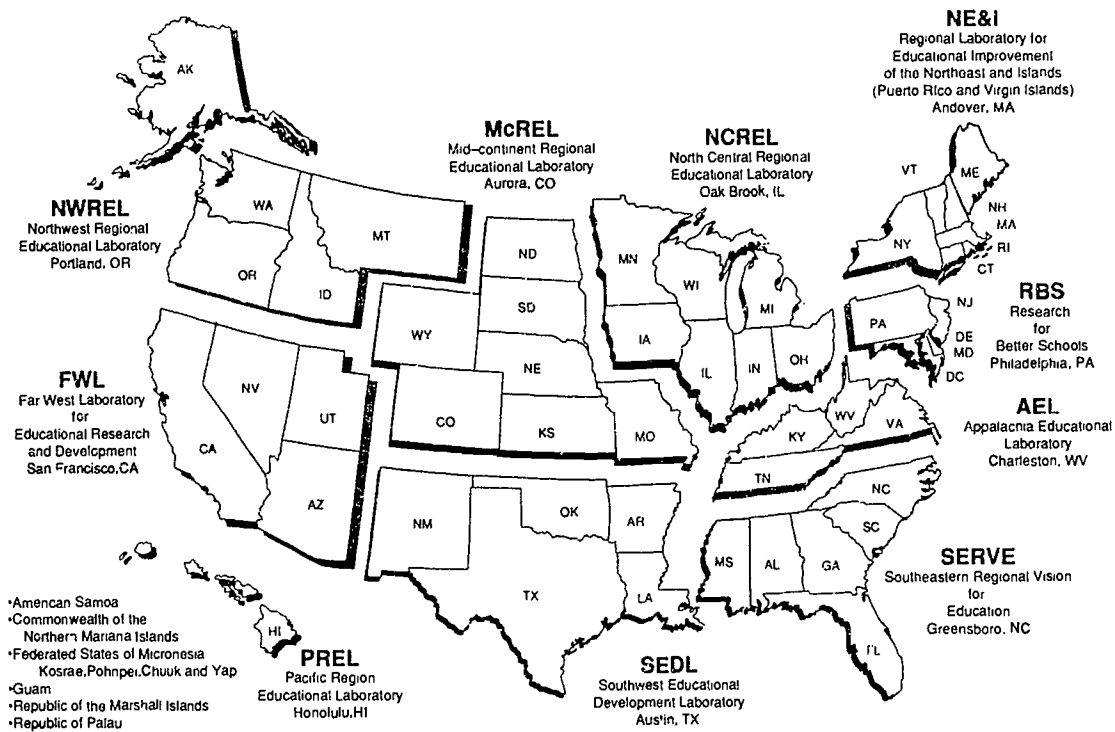 NE&I
Regional Laboratory for
Educational Improvement
of the Northeast and Islands
(Puerto Rico and Virgin Islands)
Andover, MA
AK
McREL
Mid-continent Regional
Educational Laboratory
Aurora, CO
NCREL
North Central Regional
Educational Laboratory
Oak Brook, IL
NWREL
Northwest Regional
Educational Laboratory
Portland, OR
WA
MT
OR
ID
ND
SD
WY
NE
CO
KS
MO
MN
WI
MI
IA
IL
IN
OH
VT
ME
NH
MA
NY
RI
CT
RBS
Research
for
Better Schools
Philadelphia, PA
PA
NJ
DE
MD
DC
FWL
Far West Laboratory
for
Educational Research
and Development
San Francisco,CA
NV
UT
CA
AZ
AEL
Appalachia Educational
Laboratory
Charleston, WV
WV
VA
KY
TN
NM
OK
AR
TX
LA
NC
SC
MS
AL
GA
FL
SERVE
Southeastern Regional Vision
for
Education
Greensboro, NC
SEDL
Southwest Educational
Development Laboratory
Austin, TX
HI
PREL
Pacific Region
Educational Laboratory
Honolulu,HI
•American Samoa
•Commonwealth of the
Northern Mariana Islands
•Federated States of Micronesia
Kosrae,Pohnpei,Chuuk and Yap
•Guam
•Republic of the Marshall Islands
•Republic of Palau